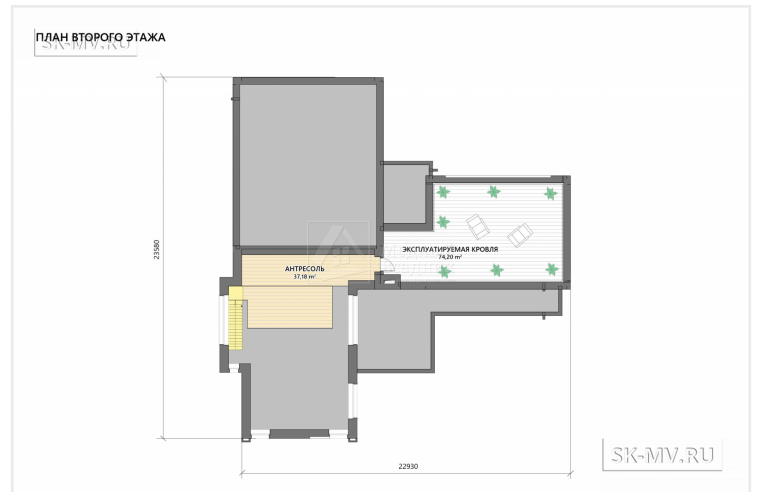 ПЛАН ВТОРОГО ЭТАЖА
SK-MV.RU
23580
ЭКСПЛУАТИРУЕМАЯ КРОВЛЯ
74,20 m²
АНТРЕСОЛЬ
37,18 m²
SK-MV.RU
22930